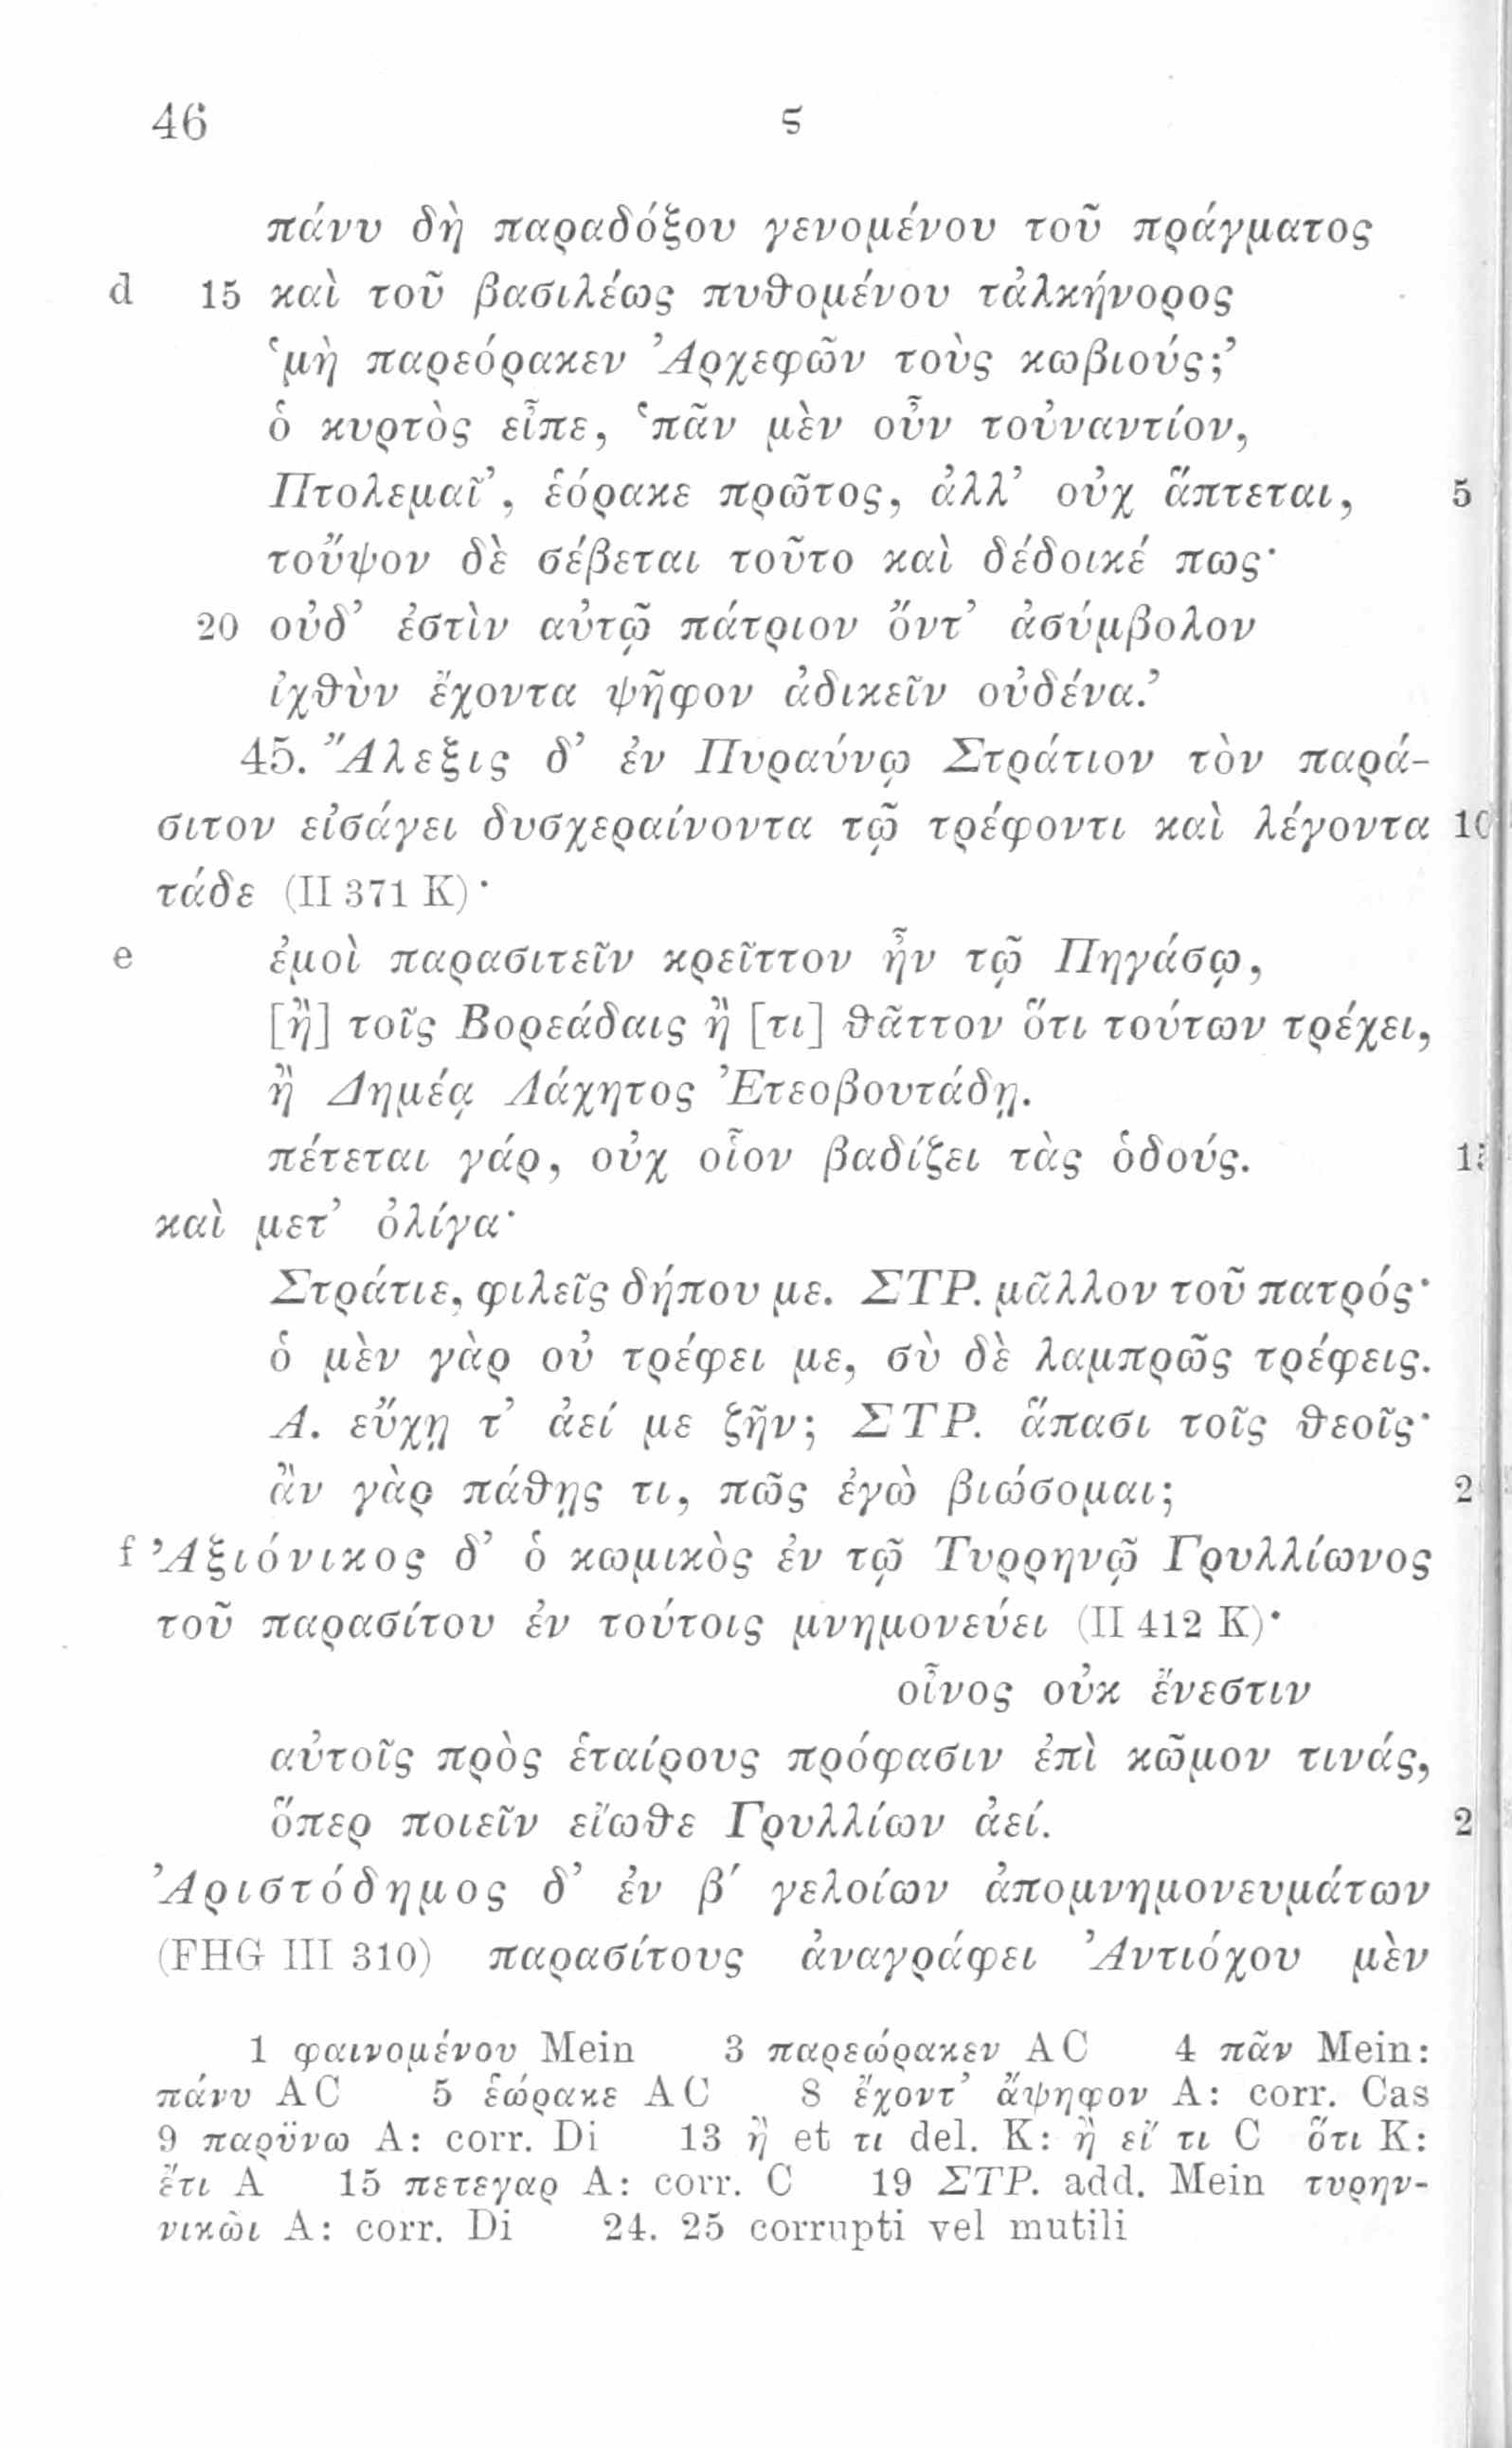 46 ϛ
πάνυ δὴ παραδόξου γενομένου τοῦ πράγματος
d 15 καὶ τοῦ βασιλέως πυθομένου τἀλκήνορος
‘μὴ παρεόρακεν Ἀρχεφῶν τοὺς κωβιούς;’
ὁ κυρτὸς εἶπε, ‘πᾶν μὲν οὖν τοὐναντίον,
Πτολεμαῖ’, ἑόρακε πρῶτος, ἀλλ’ οὐχ ἅπτεται, 5
τοὔψον δὲ σέβεται τοῦτο καὶ δέδοικέ πως·
20 οὐδ’ ἐστὶν αὐτῷ πάτριον ὄντ’ ἀσύμβολον
ἰχθὺν ἔχοντα ψῆφον ἀδικεῖν οὐδένα.’
45. Ἄλεξις δ’ ἐν Πυραύνῳ Στράτιον τὸν παρά-
σιτον εἰσάγει δυσχεραίνοντα τῷ τρέφοντι καὶ λέγοντα 10
τάδε (II 371 K)·
e ἐμοὶ παρασιτεῖν κρεῖττον ἦν τῷ Πηγάσῳ,
[ἢ] τοῖς Βορεάδαις ἢ [τι] θᾶττον ὅτι τούτων τρέχει,
ἢ Δημέᾳ Λάχητος Ἐτεοβουτάδῃ.
πέτεται γάρ, οὐχ οἷον βαδίζει τὰς ὁδούς. 1
καὶ μετ’ ὀλίγα·
Στράτιε, φιλεῖς δήπου με. ΣΤΡ. μᾶλλον τοῦ πατρός·
ὁ μὲν γὰρ οὐ τρέφει με, σὺ δὲ λαμπρῶς τρέφεις.
Α. εὔχῃ τ’ ἀεί με ζῆν; ΣΤΡ. ἅπασι τοῖς θεοῖς·
ἂν γὰρ πάθῃς τι, πῶς ἐγὼ βιώσομαι; 2
f Ἀξιόνικος δ’ ὁ κωμικὸς ἐν τῷ Τυρρηνῷ Γρυλλίωνος
τοῦ παρασίτου ἐν τούτοις μνημονεύει (II 412 K)·
οἶνος οὐκ ἔνεστιν
αὐτοῖς πρὸς ἑταίρους πρόφασιν ἐπὶ κῶμον τινάς,
ὅπερ ποιεῖν εἴωθε Γρυλλίων ἀεί. 2
Ἀριστόδημος δ’ ἐν β΄ γελοίων ἀπομνημονευμάτων
(FHG III 310) παρασίτους ἀναγράφει Ἀντιόχου μὲν
1 φαινομένου Mein 3 παρεώρακεν AC 4 πᾶν Mein:
πάνυ AC 5 ἑώρακε AC 8 ἔχοντ’ ἄψηφον A: corr. Cas
9 παρϋνω A: corr. Di 13 ἢ et τι del. K: ἢ εἴ τι C ὅτι K:
ἔτι A 15 πετεγαρ A: corr. C 19 ΣΤΡ. add. Mein τυρην-
νικῶι A: corr. Di 24. 25 corrupti vel mutili